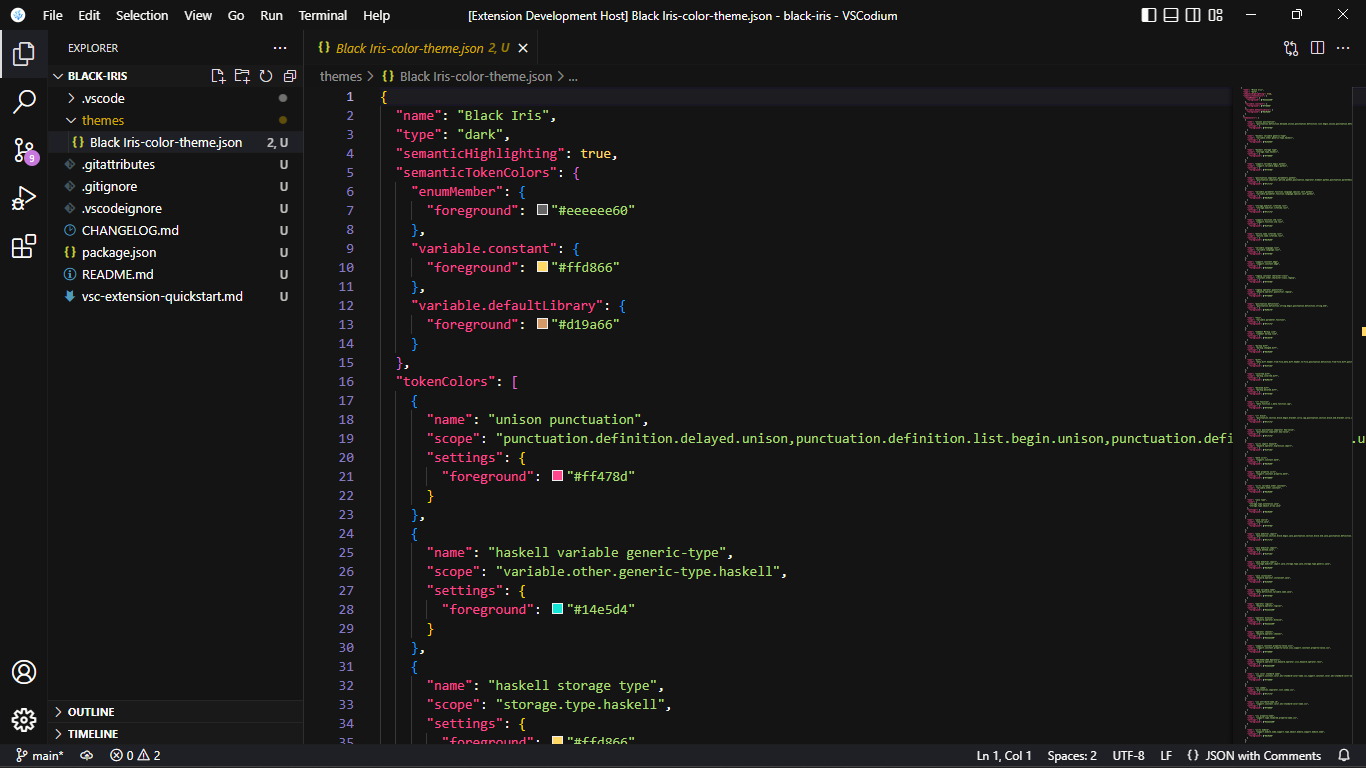 File Edit Selection View Go Run Terminal Help [Extension Development Host] Black Iris-color-theme.json - black-iris - VSCodium
EXPLORER
BLACK-IRIS
.vscode
themes
{} Black Iris-color-theme.json 2, U
.gitattributes U
.gitignore U
.vscodeignore U
CHANGELOG.md U
{} package.json U
README.md U
vsc-extension-quickstart.md U
9
OUTLINE
TIMELINE
{} Black Iris-color-theme.json 2, U
themes > {} Black Iris-color-theme.json > ...
1 {
2 "name": "Black Iris",
3 "type": "dark",
4 "semanticHighlighting": true,
5 "semanticTokenColors": {
6 "enumMember": {
7 "foreground": "#eeeeee60"
8 },
9 "variable.constant": {
10 "foreground": "#ffd866"
11 },
12 "variable.defaultLibrary": {
13 "foreground": "#d19a66"
14 }
15 },
16 "tokenColors": [
17 {
18 "name": "unison punctuation",
19 "scope": "punctuation.definition.delayed.unison,punctuation.definition.list.begin.unison,punctuation.defi
20 "settings": {
21 "foreground": "#ff478d"
22 }
23 },
24 {
25 "name": "haskell variable generic-type",
26 "scope": "variable.other.generic-type.haskell",
27 "settings": {
28 "foreground": "#14e5d4"
29 }
30 },
31 {
32 "name": "haskell storage type",
33 "scope": "storage.type.haskell",
34 "settings": {
35 "foreground": "#ffd866"
main* 0 2 Ln 1, Col 1 Spaces: 2 UTF-8 LF {} JSON with Comments